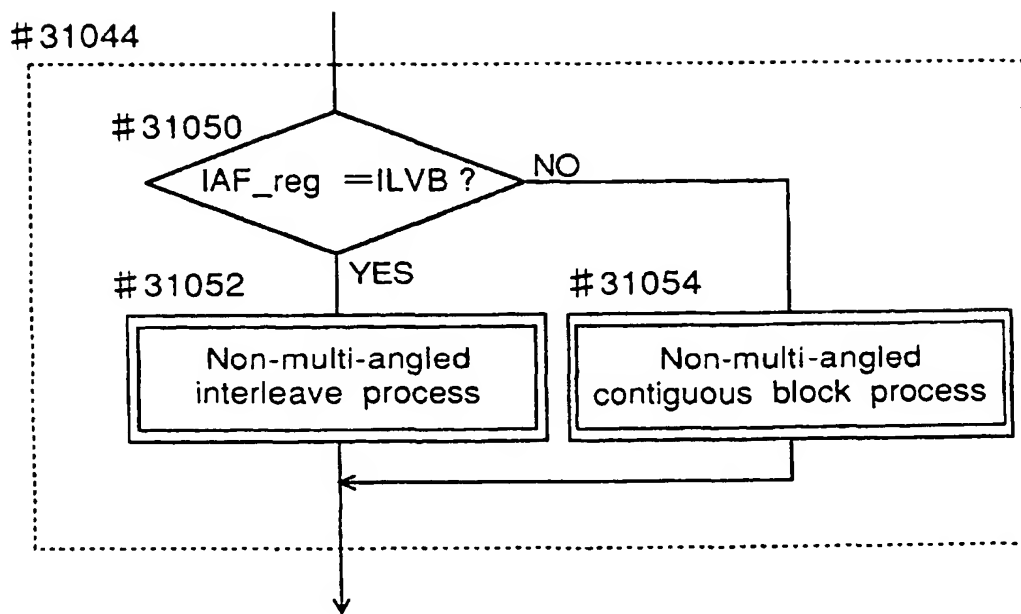 #31044
#31050
IAF_reg =ILVB ?
NO
YES
#31052
#31054
Non-multi-angled
interleave process
Non-multi-angled
contiguous block process